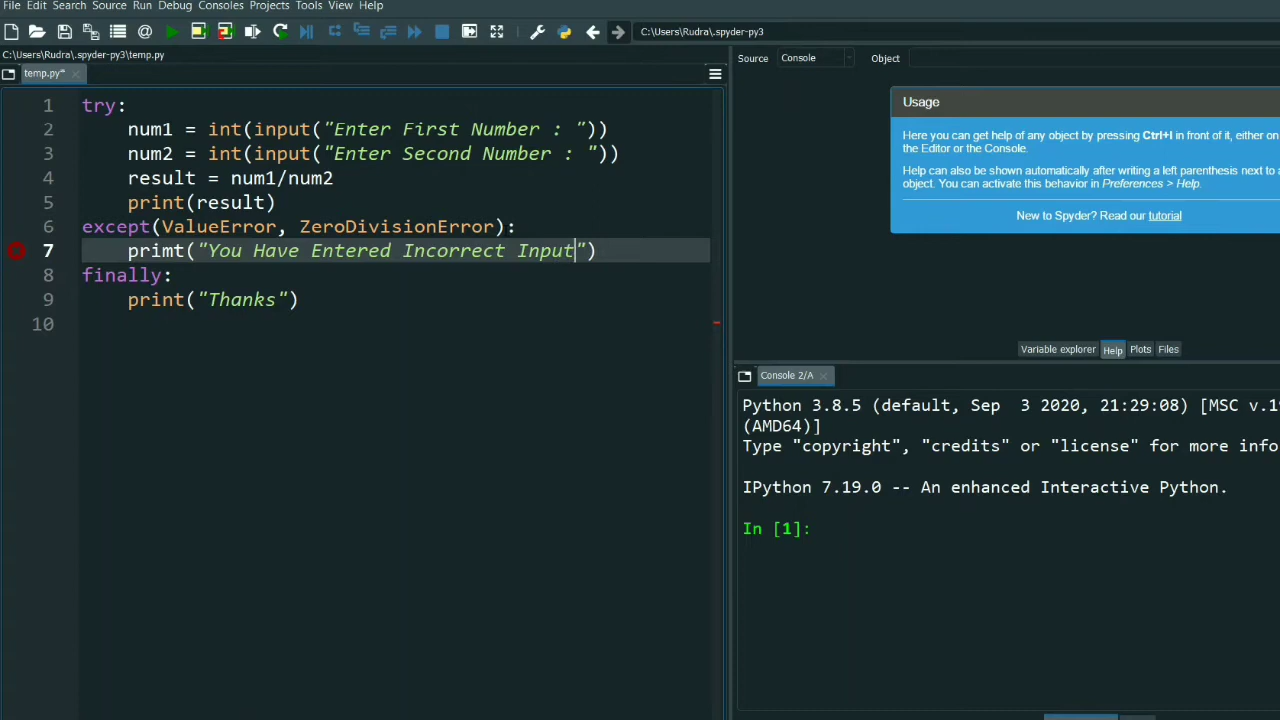 File Edit Search Source Run Debug Consoles Projects Tools View Help
C:\Users\Rudra\.spyder-py3
C:\Users\Rudra\.spyder-py3\temp.py
temp.py*
Source Console Object
1 try:
2 num1 = int(input("Enter First Number : "))
3 num2 = int(input("Enter Second Number : "))
4 result = num1/num2
5 print(result)
6 except(ValueError, ZeroDivisionError):
7 primt("You Have Entered Incorrect Input")
8 finally:
9 print("Thanks")
10
Usage
Here you can get help of any object by pressing Ctrl+I in front of it, either on
the Editor or the Console.
Help can also be shown automatically after writing a left parenthesis next to a
object. You can activate this behavior in Preferences > Help.
New to Spyder? Read our tutorial
Variable explorer Help Plots Files
Console 2/A
Python 3.8.5 (default, Sep 3 2020, 21:29:08) [MSC v.19
(AMD64)]
Type "copyright", "credits" or "license" for more info
IPython 7.19.0 -- An enhanced Interactive Python.
In [1]: